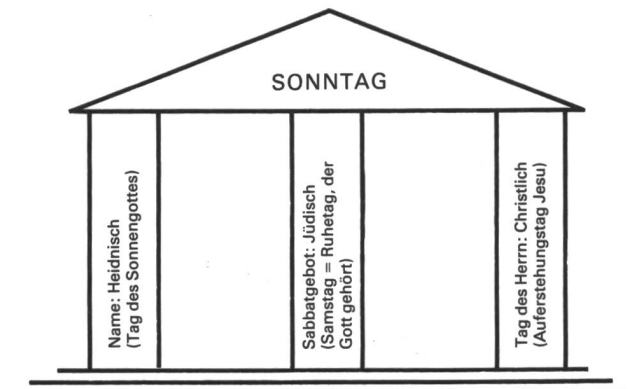 SONNTAG
Name: Heidnisch
(Tag des Sonnengottes)
Sabbatgebot: Jüdisch
(Samstag = Ruhetag, der
Gott gehört)
Tag des Herrn: Christlich
(Auferstehungstag Jesu)